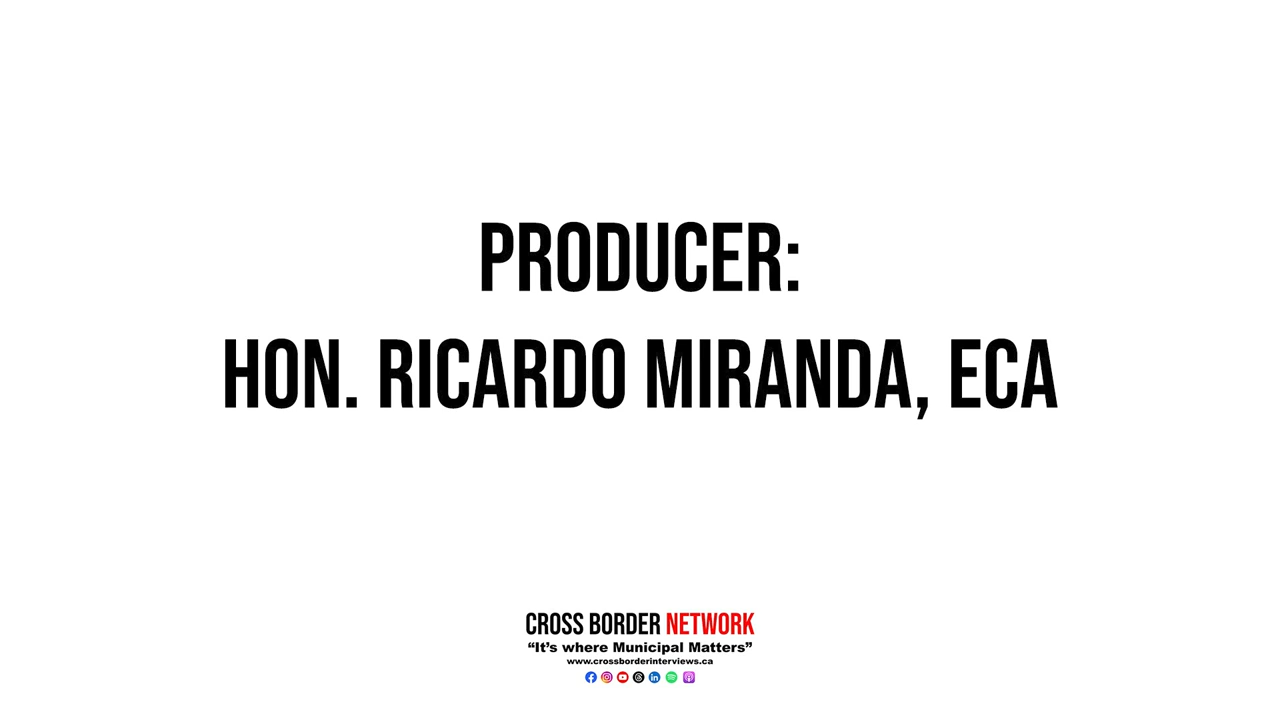 PRODUCER:
HON. RICARDO MIRANDA, ECA
CROSS BORDER NETWORK
“It’s where Municipal Matters”
www.crossborderinterviews.ca